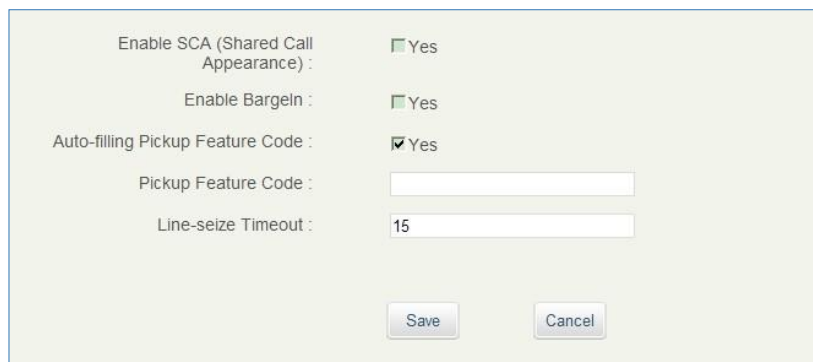 Enable SCA (Shared Call
Appearance) :
Yes
Enable BargeIn :
Yes
Auto-filling Pickup Feature Code :
Yes
Pickup Feature Code :
Line-seize Timeout :
15
Save
Cancel